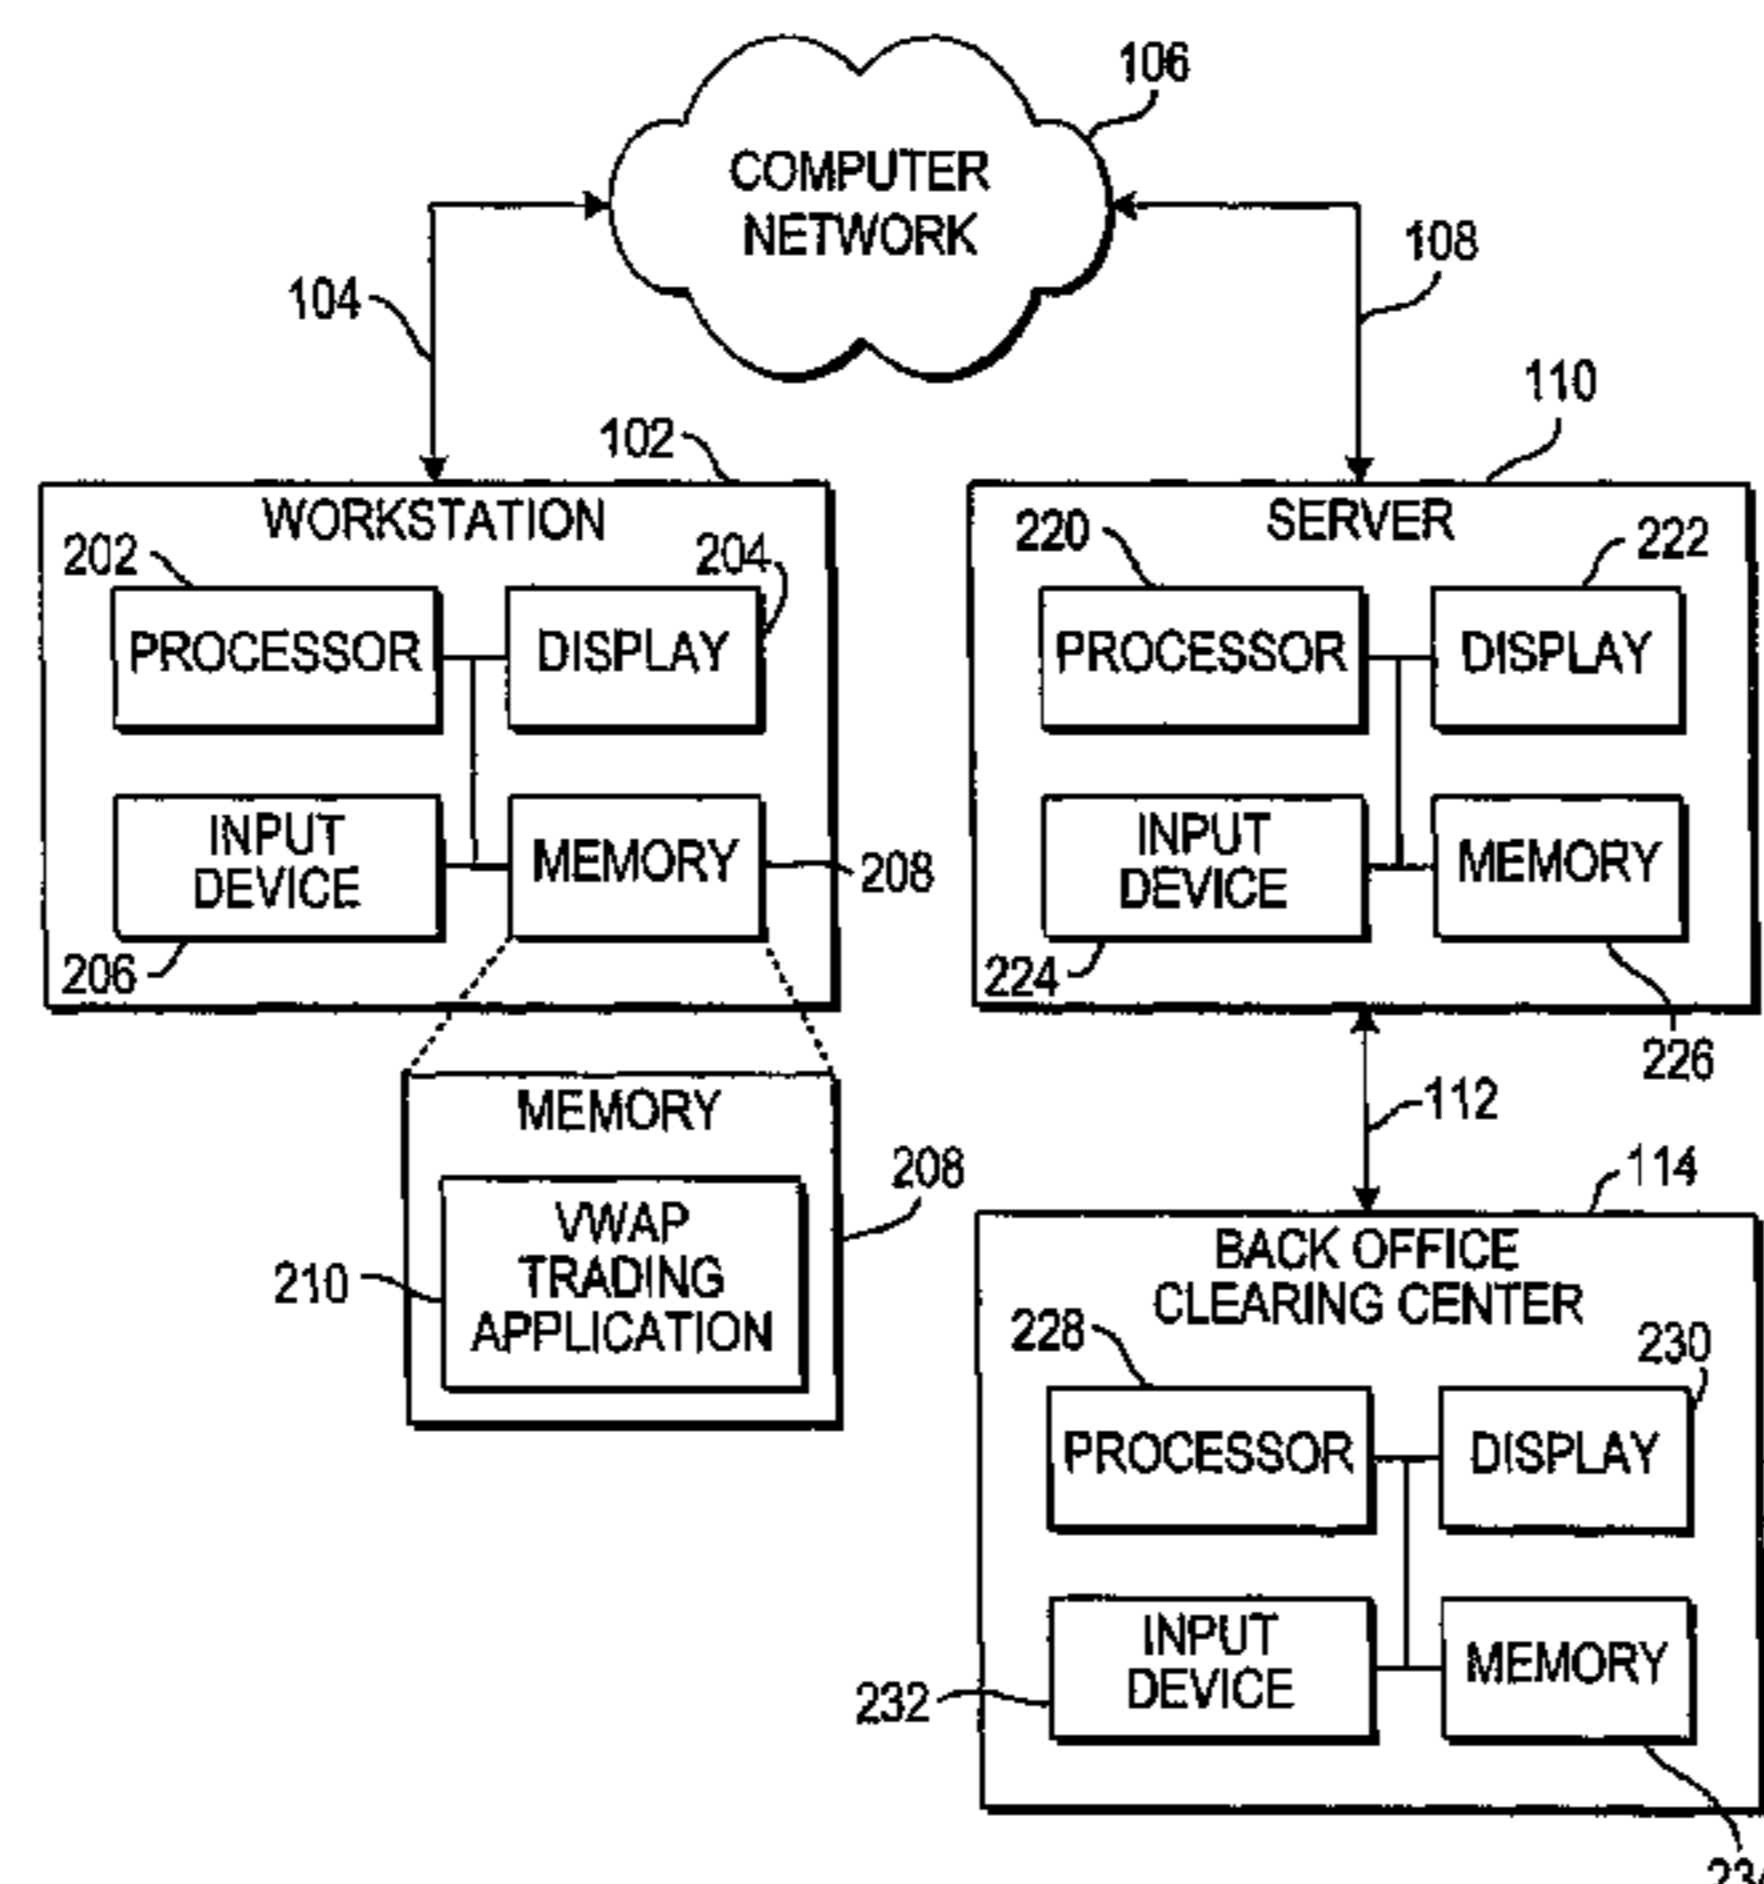 106
COMPUTER
NETWORK
104
108
102
110
WORKSTATION
202
204
PROCESSOR
DISPLAY
INPUT
DEVICE
MEMORY
206
208
SERVER
220
222
PROCESSOR
DISPLAY
INPUT
DEVICE
MEMORY
224
226
MEMORY
208
VWAP
TRADING
APPLICATION
210
112
114
BACK OFFICE
CLEARING CENTER
228
230
PROCESSOR
DISPLAY
INPUT
DEVICE
MEMORY
232